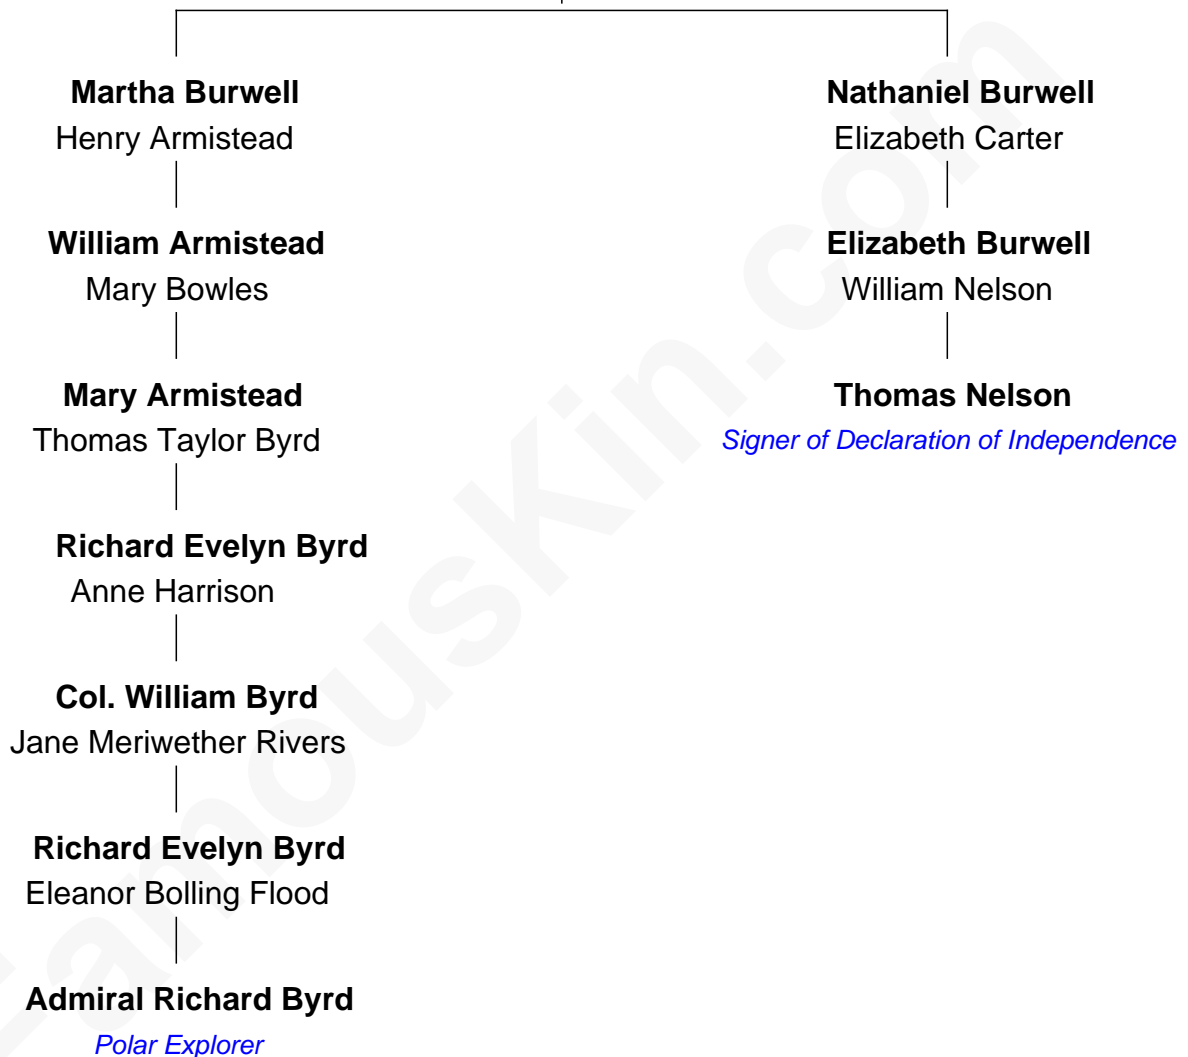 Martha Burwell
Henry Armistead
Nathaniel Burwell
Elizabeth Carter
William Armistead
Mary Bowles
Elizabeth Burwell
William Nelson
Mary Armistead
Thomas Taylor Byrd
Thomas Nelson
Signer of Declaration of Independence
Richard Evelyn Byrd
Anne Harrison
Col. William Byrd
Jane Meriwether Rivers
Richard Evelyn Byrd
Eleanor Bolling Flood
Admiral Richard Byrd
Polar Explorer
FamousKin.com